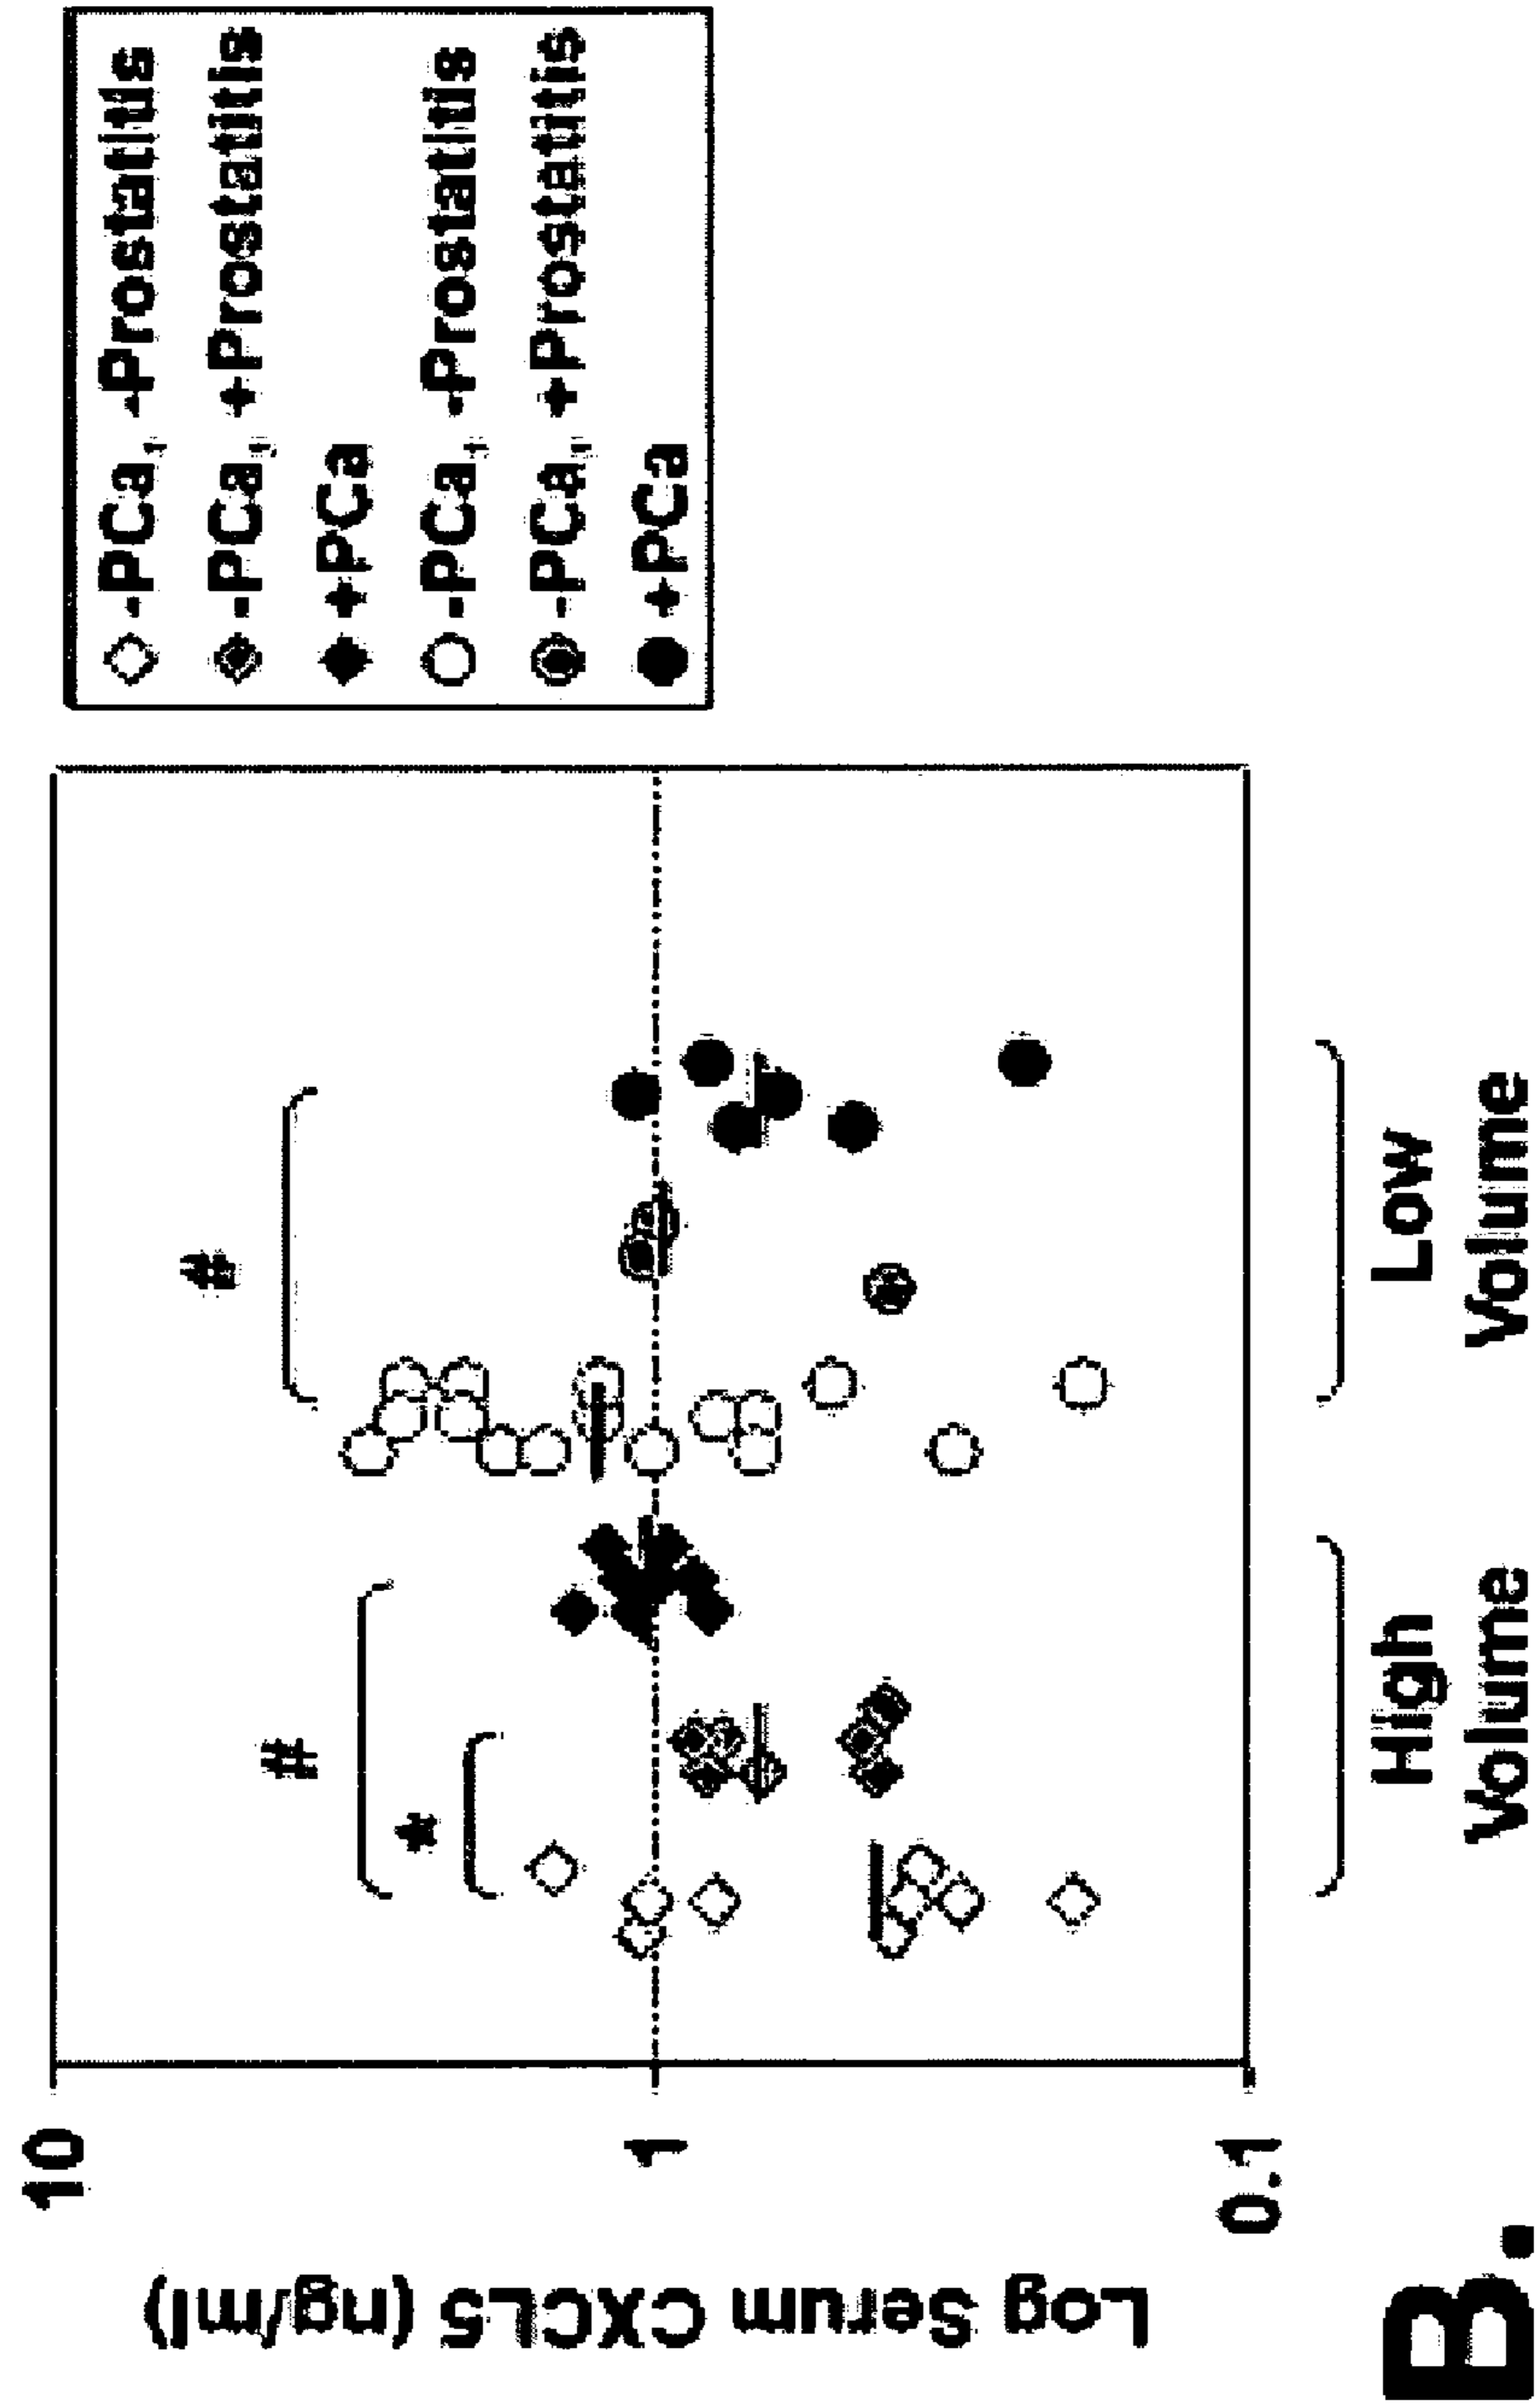 B.
Log Serum CXCL5 (ng/ml)
10
1
0.1
#
*
#
High
Volume
Low
Volume
-PCa, -Prostatitis
-PCa, +Prostatitis
+PCa
-PCa, -Prostatitis
-PCa, +Prostatitis
+PCa